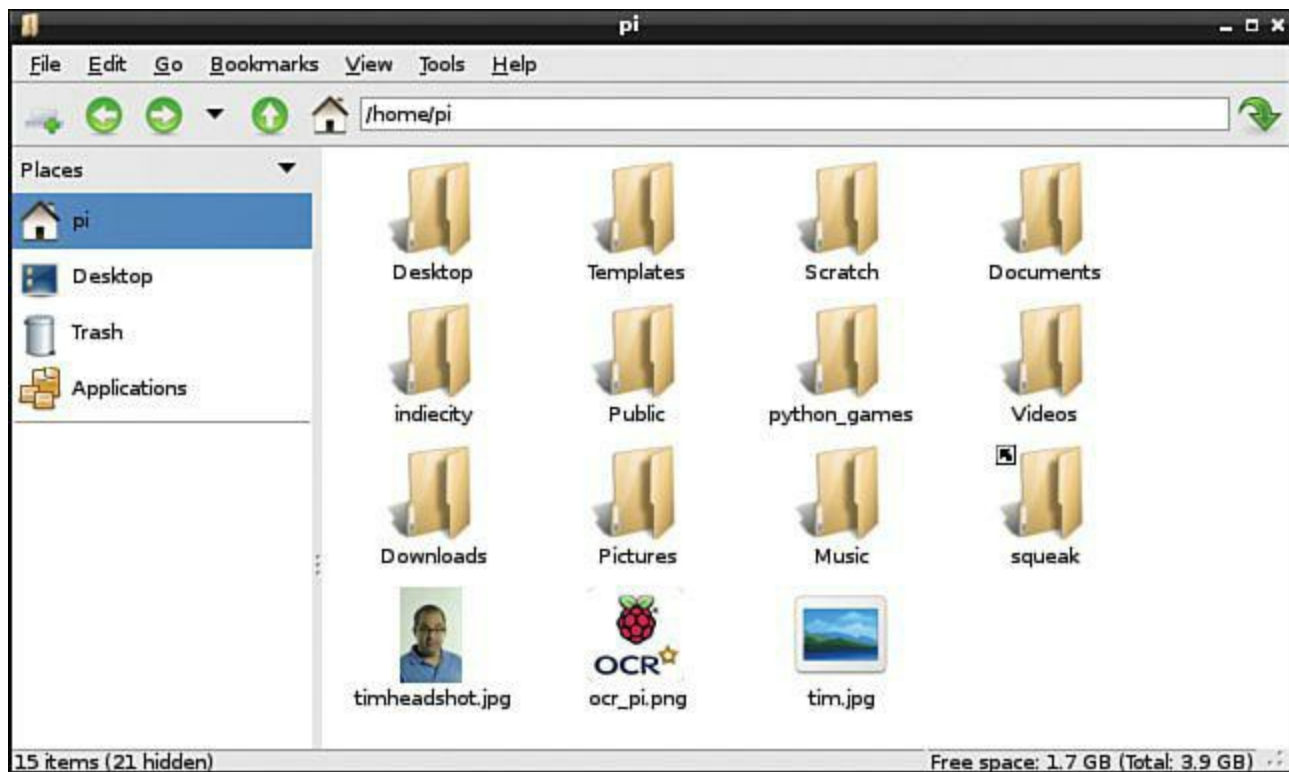 pi
File Edit Go Bookmarks View Tools Help
/home/pi
Places
pi
Desktop
Trash
Applications
Desktop Templates Scratch Documents
indiecity Public python_games Videos
Downloads Pictures Music squeak
OCR
timheadshot.jpg ocr_pi.png tim.jpg
15 items (21 hidden) Free space: 1.7 GB (Total: 3.9 GB)